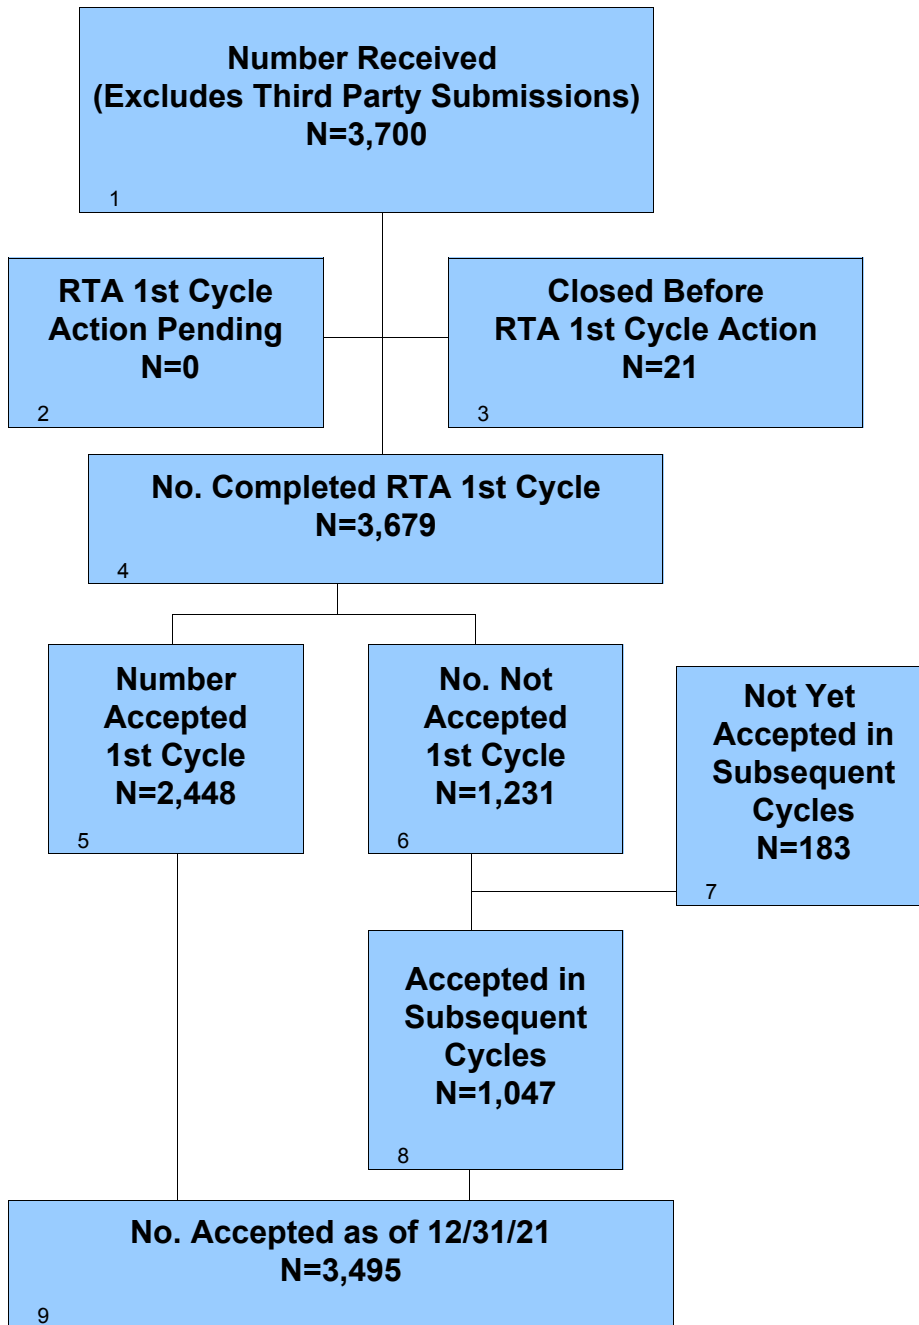 Number Received
(Excludes Third Party Submissions)
N=3,700
1
RTA 1st Cycle
Action Pending
N=0
2
Closed Before
RTA 1st Cycle Action
N=21
3
No. Completed RTA 1st Cycle
N=3,679
4
Number
Accepted
1st Cycle
N=2,448
5
No. Not
Accepted
1st Cycle
N=1,231
6
Not Yet
Accepted in
Subsequent
Cycles
N=183
7
Accepted in
Subsequent
Cycles
N=1,047
8
No. Accepted as of 12/31/21
N=3,495
9